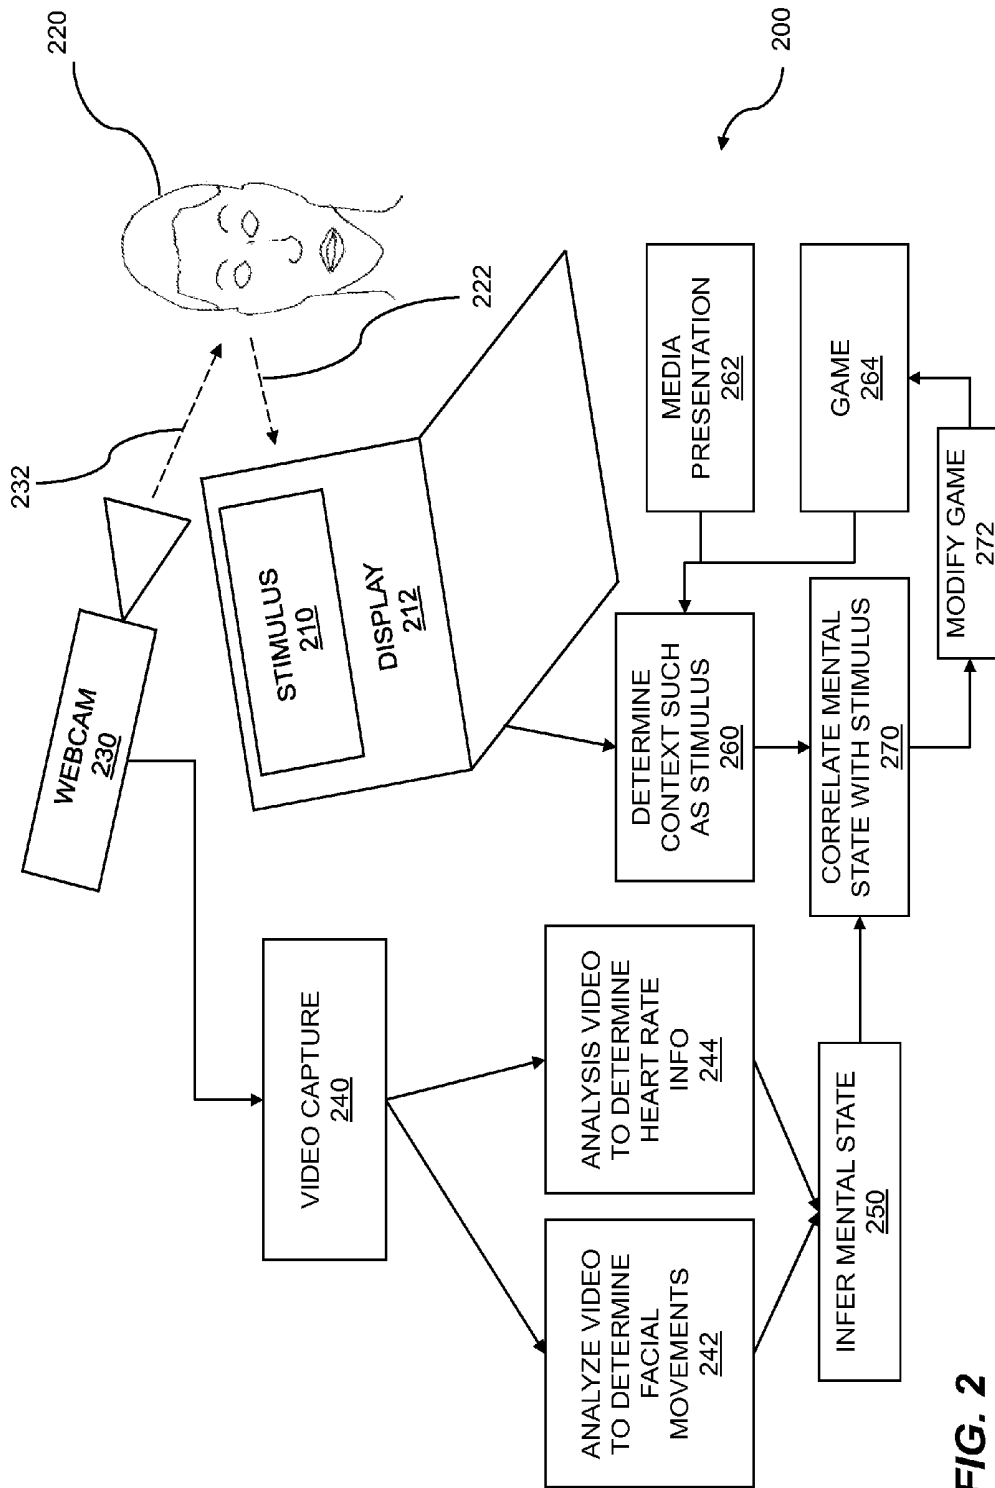 220
200
222
232
WEBCAM
230
STIMULUS
210
DISPLAY
212
MEDIA
PRESENTATION
262
GAME
264
VIDEO CAPTURE
240
DETERMINE
CONTEXT SUCH
AS STIMULUS
260
MODIFY GAME
272
ANALYZE VIDEO
TO DETERMINE
FACIAL
MOVEMENTS
242
ANALYSIS VIDEO
TO DETERMINE
HEART RATE
INFO
244
CORRELATE MENTAL
STATE WITH STIMULUS
270
INFER MENTAL STATE
250
FIG. 2